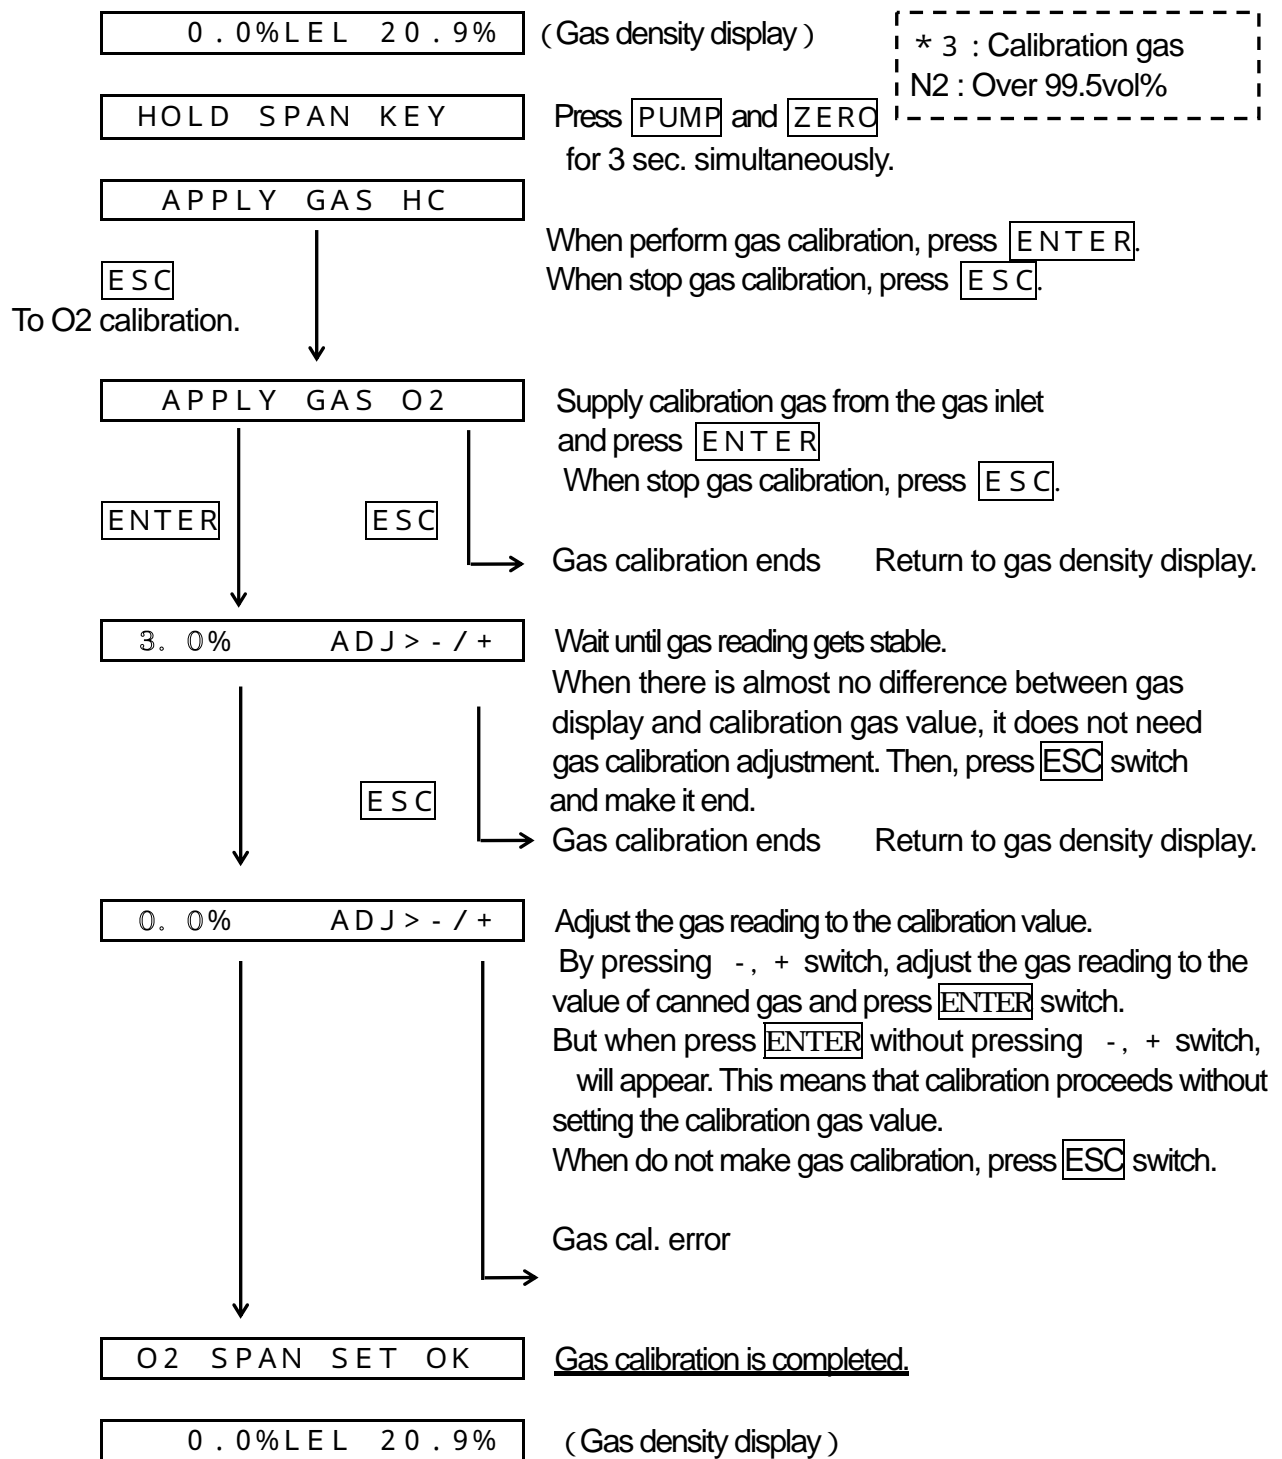 0.0%LEL 20.9% (Gas density display)
* 3 : Calibration gas
N2 : Over 99.5vol%
HOLD SPAN KEY Press PUMP and ZERO
for 3 sec. simultaneously.
APPLY GAS HC
When perform gas calibration, press ENTER.
ESC When stop gas calibration, press ESC.
To O2 calibration.
APPLY GAS O2 Supply calibration gas from the gas inlet
and press ENTER
When stop gas calibration, press ESC.
ENTER ESC
Gas calibration ends Return to gas density display.
3. 0% ADJ>-/+ Wait until gas reading gets stable.
When there is almost no difference between gas
display and calibration gas value, it does not need
gas calibration adjustment. Then, press ESC switch
ESC and make it end.
Gas calibration ends Return to gas density display.
0. 0% ADJ>-/+ Adjust the gas reading to the calibration value.
By pressing -, + switch, adjust the gas reading to the
value of canned gas and press ENTER switch.
But when press ENTER without pressing -, + switch,
will appear. This means that calibration proceeds without
setting the calibration gas value.
When do not make gas calibration, press ESC switch.
Gas cal. error
O2 SPAN SET OK Gas calibration is completed.
0.0%LEL 20.9% (Gas density display)